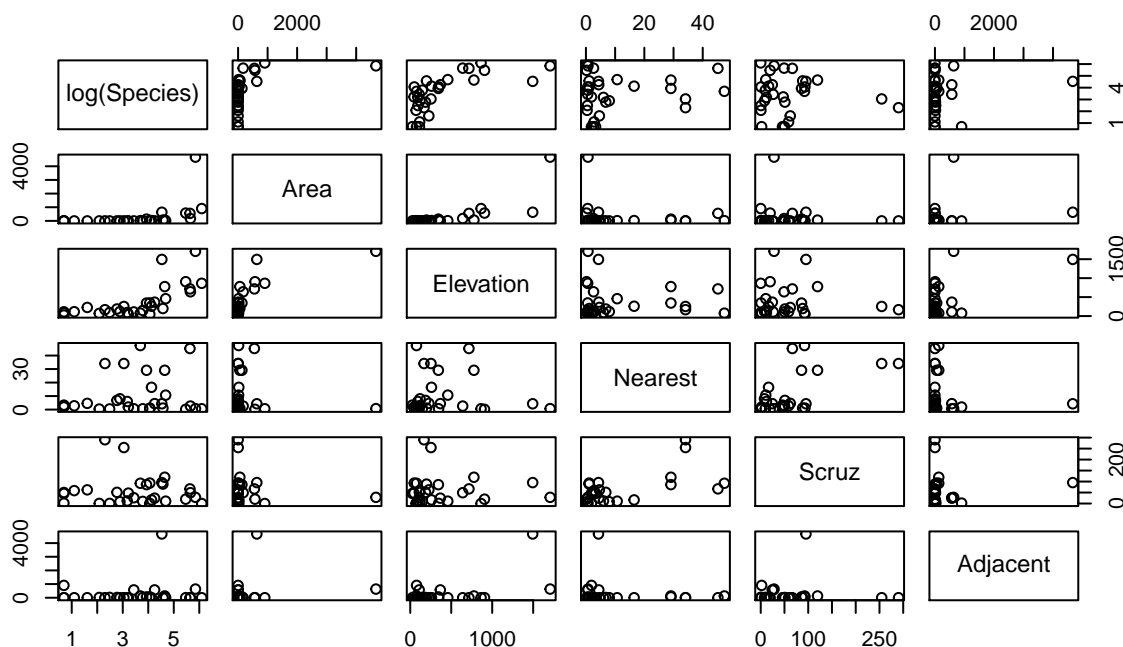 0 2000 0 20 40 0 2000
log(Species) 1 4
0 4000 Area
Elevation 0 1500
0 30 Nearest
Scruz 0 200
0 4000 Adjacent
1 3 5 0 1000 0 100 250